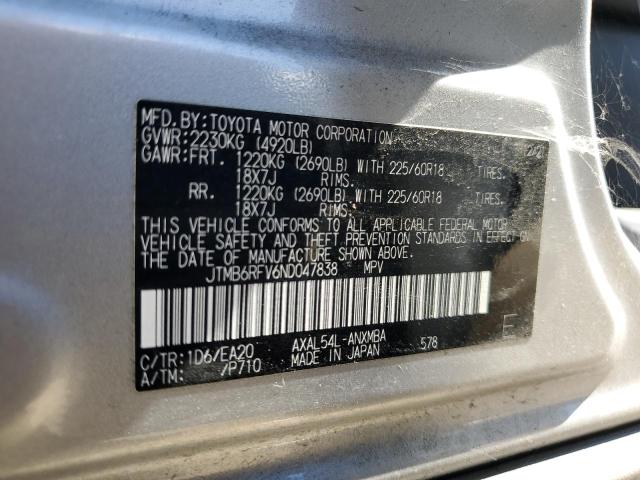 MFD.BY:TOYOTA MOTOR CORPORATION
GVWR:2230KG (4920LB)
GAWR:FRT. 1220KG (2690LB) WITH 225/60R18 TIRES,
18X7J RIMS,
RR. 1220KG (2690LB) WITH 225/60R18 TIRES,
18X7J RIMS,
THIS VEHICLE CONFORMS TO ALL APPLICABLE FEDERAL MOTOR
VEHICLE SAFETY AND THEFT PREVENTION STANDARDS IN EFFECT ON
THE DATE OF MANUFACTURE SHOWN ABOVE.
JTMB6RFV6ND047838 MPV
C/TR:1D6/EA20 AXAL54L-ANXMBA 578
A/TM: /P710 MADE IN JAPAN
E